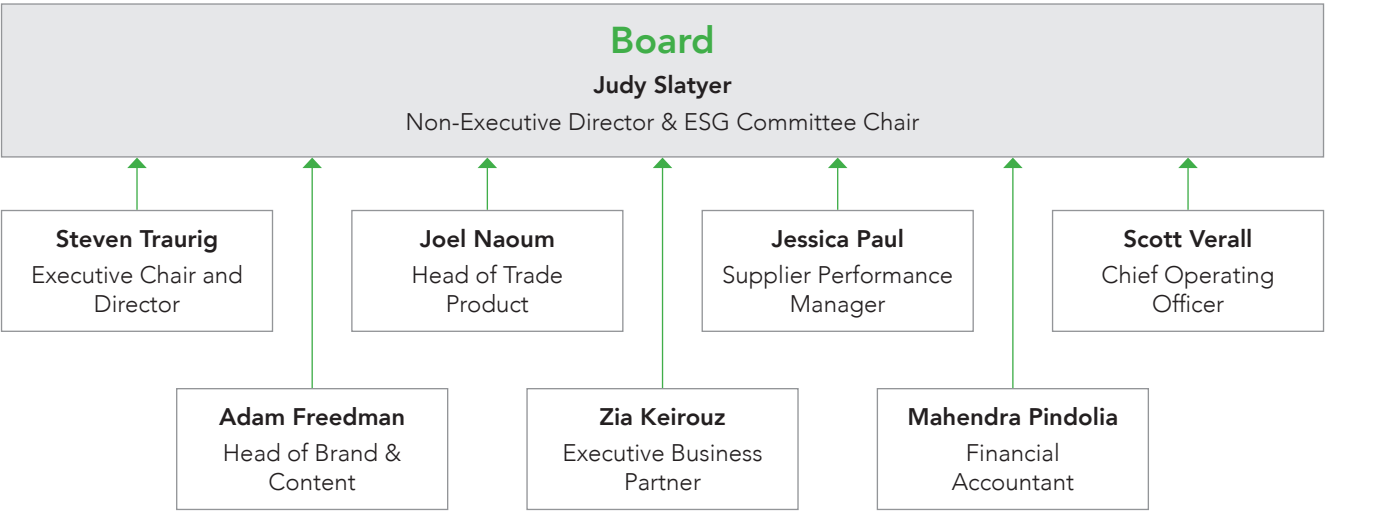 Board
Judy Slatyer
Non-Executive Director & ESG Committee Chair
Steven Traurig
Executive Chair and
Director
Joel Naoum
Head of Trade
Product
Jessica Paul
Supplier Performance
Manager
Scott Verall
Chief Operating
Officer
Adam Freedman
Head of Brand &
Content
Zia Keirouz
Executive Business
Partner
Mahendra Pindolia
Financial
Accountant